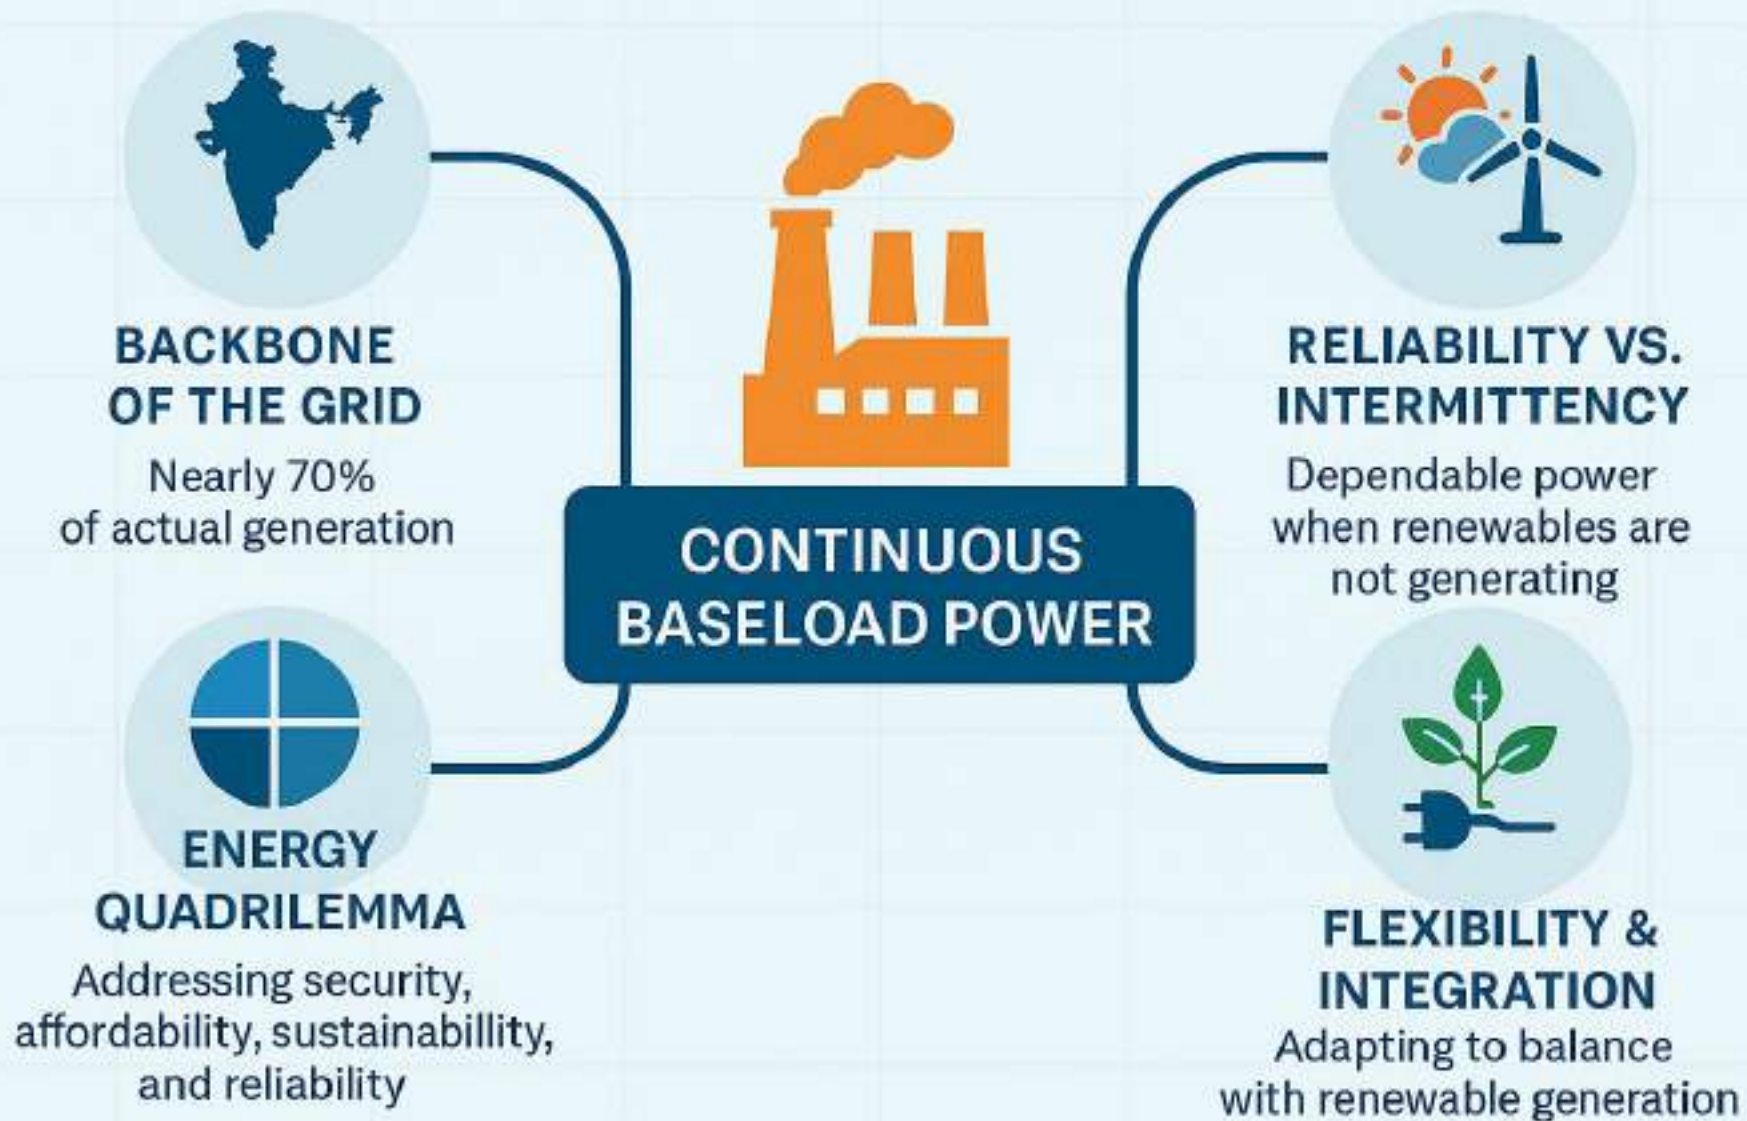 BACKBONE
OF THE GRID
Nearly 70%
of actual generation
CONTINUOUS
BASELOAD POWER
RELIABILITY VS.
INTERMITTENCY
Dependable power
when renewables are
not generating
ENERGY
QUADRILEMMA
Addressing security,
affordability, sustainabillity,
and reliability
FLEXIBILITY &
INTEGRATION
Adapting to balance
with renewable generation